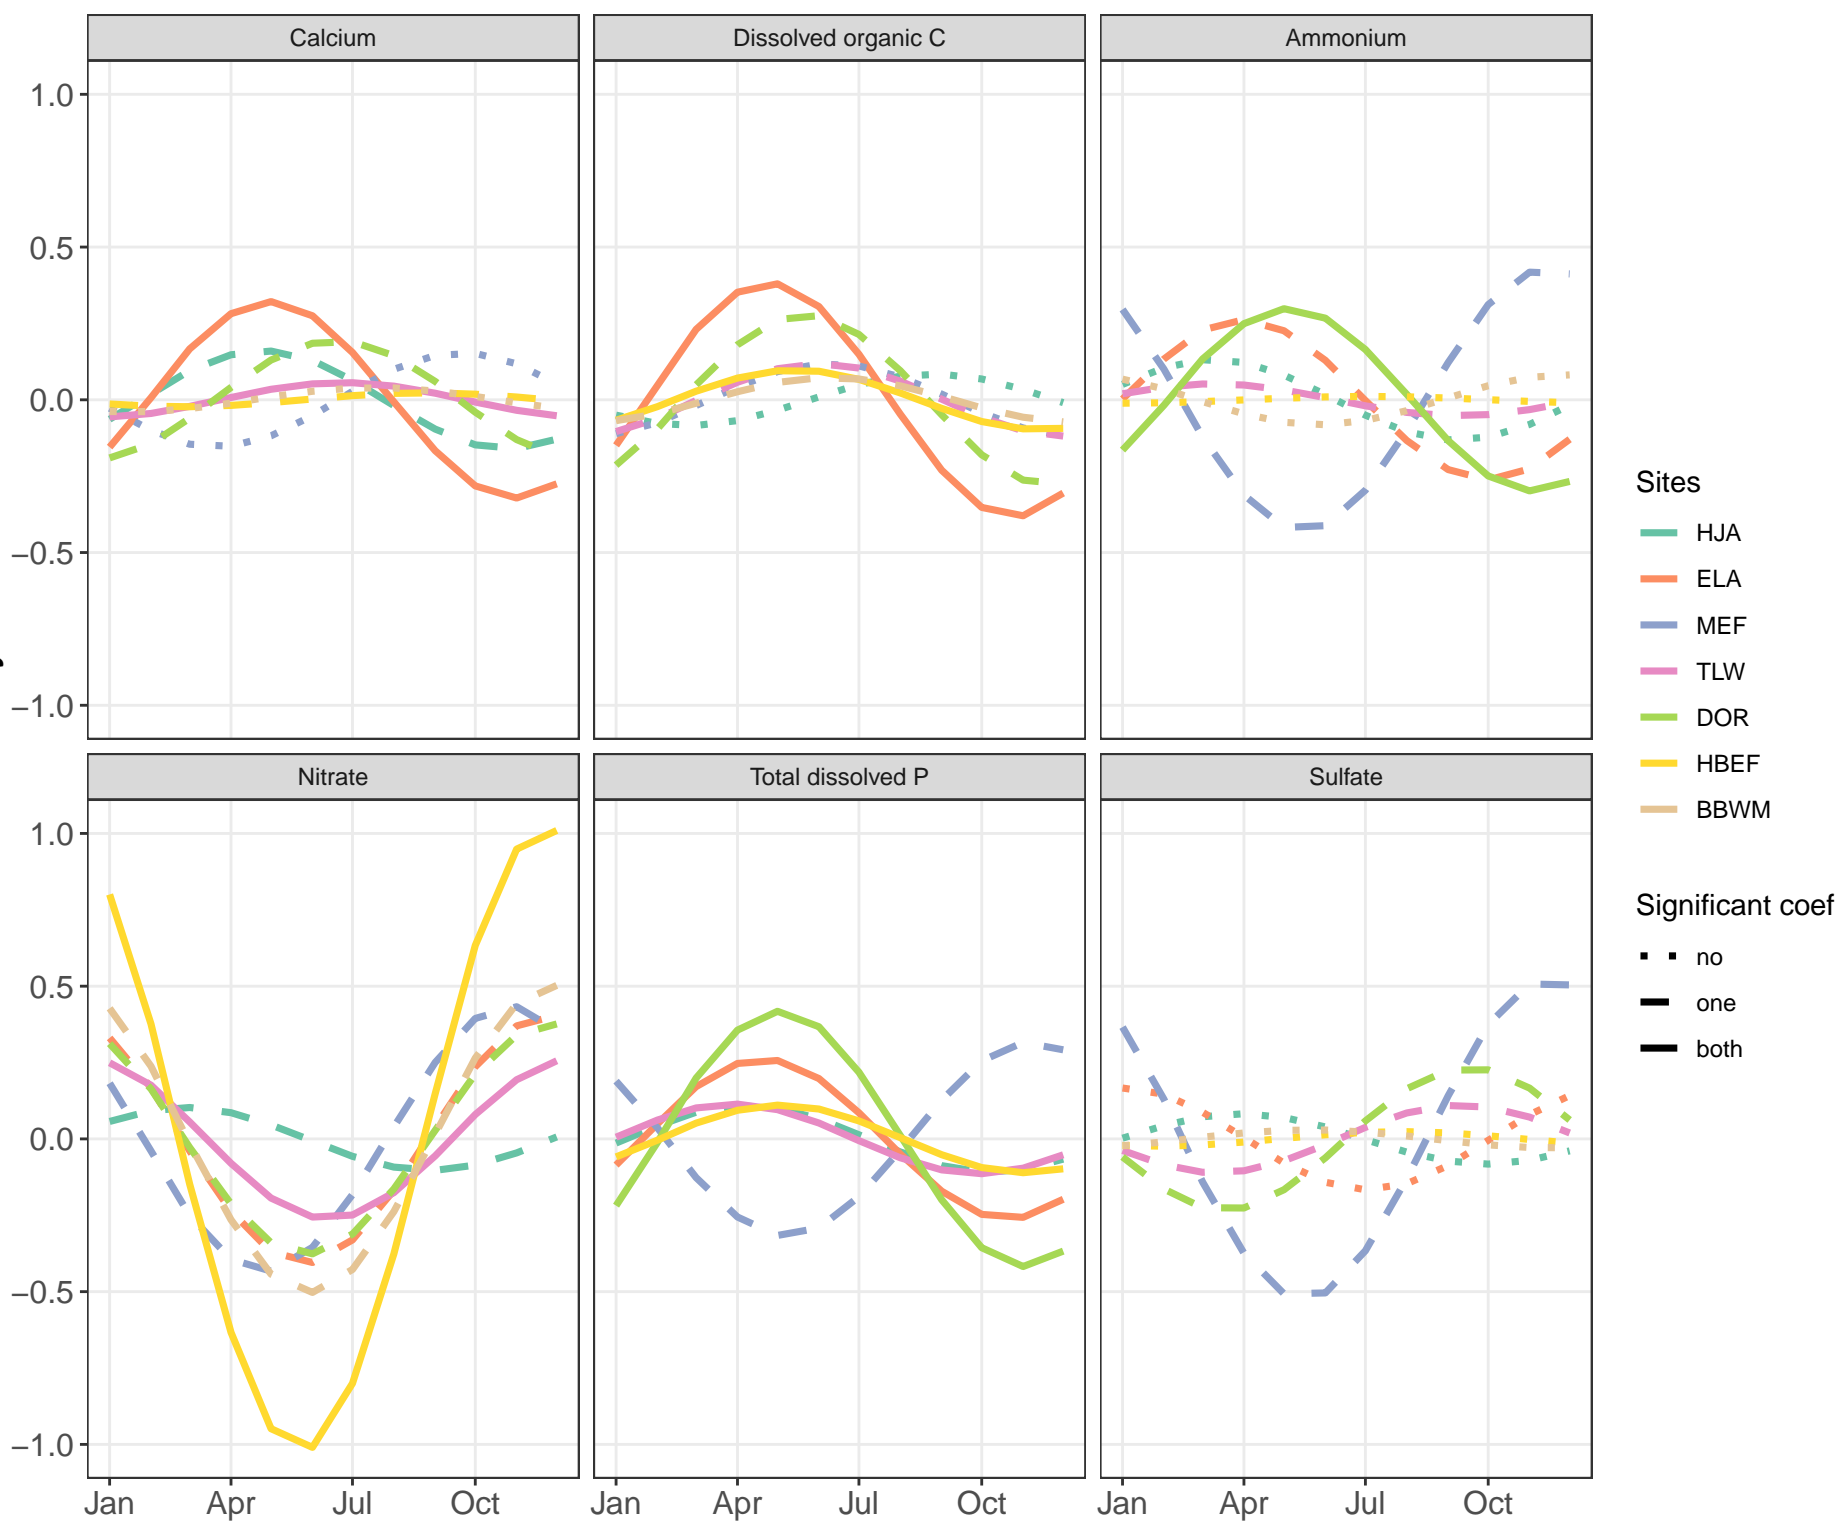 Calcium Dissolved organic C Ammonium
1.0
0.5
0.0
−0.5
−1.0
Nitrate Total dissolved P Sulfate
1.0
0.5
0.0
−0.5
−1.0
Jan Apr Jul Oct Jan Apr Jul Oct Jan Apr Jul Oct
Sites
HJA
ELA
MEF
TLW
DOR
HBEF
BBWM
Significant coef
no
one
both